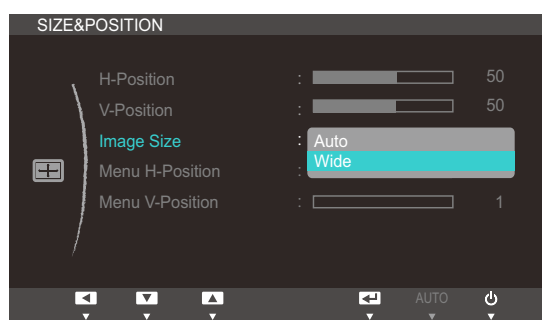 SIZE&POSITION
H-Position : 50
V-Position : 50
Image Size : Auto
Wide
Menu H-Position :
Menu V-Position : 1
AUTO